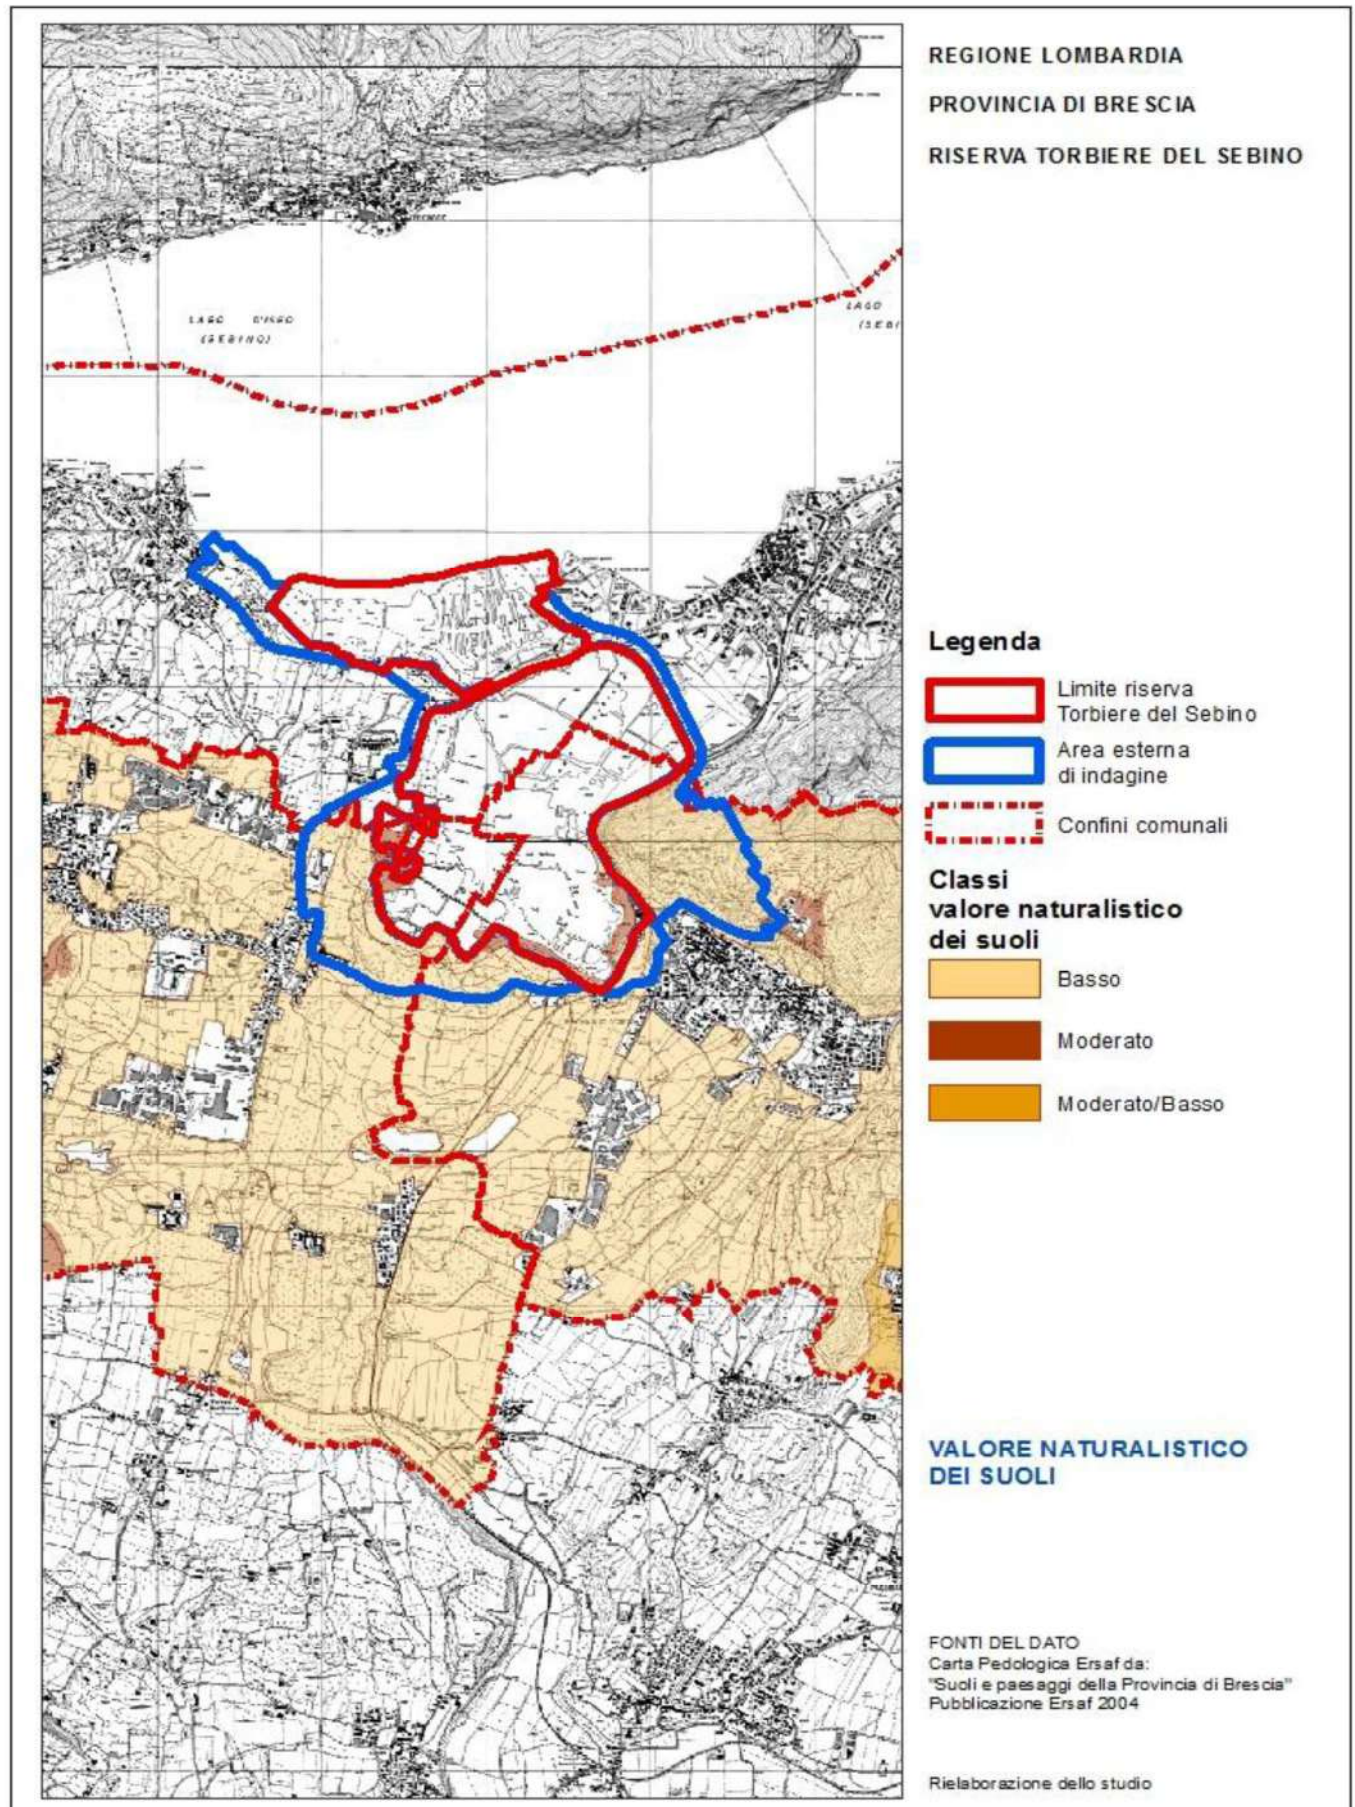 REGIONE LOMBARDIA
PROVINCIA DI BRESCIA
RISERVA TORBIERE DEL SEBINO
LAGO D'ISEO
(SEBINO)
LAGO
(SEBI
Legenda
Limite riserva
Torbiere del Sebino
Area esterna
di indagine
Confini comunali
Classi
valore naturalistico
dei suoli
Basso
Moderato
Moderato/Basso
VALORE NATURALISTICO
DEI SUOLI
FONTI DEL DATO
Carta Pedologica Ersaf da:
"Suoli e paesaggi della Provincia di Brescia"
Pubblicazione Ersaf 2004
Rielaborazione dello studio